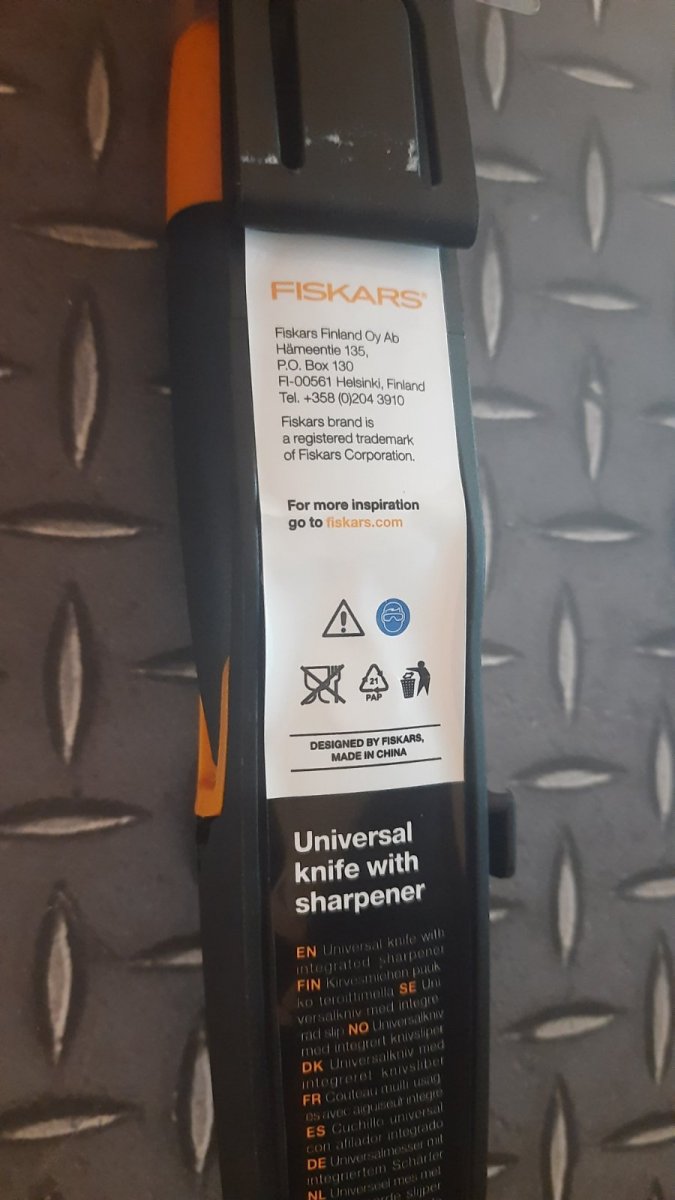 FISKARS®
Fiskars Finland Oy Ab
Hämeentie 135,
P.O. Box 130
FI-00561 Helsinki, Finland
Tel. +358 (0)204 3910
Fiskars brand is
a registered trademark
of Fiskars Corporation.
For more inspiration
go to fiskars.com
21
PAP
DESIGNED BY FISKARS,
MADE IN CHINA
Universal
knife with
sharpener
EN Universal knife with
integrated sharpener
FIN Kirvesmiehen puuk
ko teroittimella SE Uni
versalkniv med integre
rad slip NO Universalkniv
med integrert knivsliper
DK Universalkniv med
integreret knivsliber
FR Couteau multi usag
es avec aiguiseur intégré
ES Cuchillo universal
con afilador integrado
DE Universalmesser mit
integriertem Schärfer
NL Universeel mes met
slijper